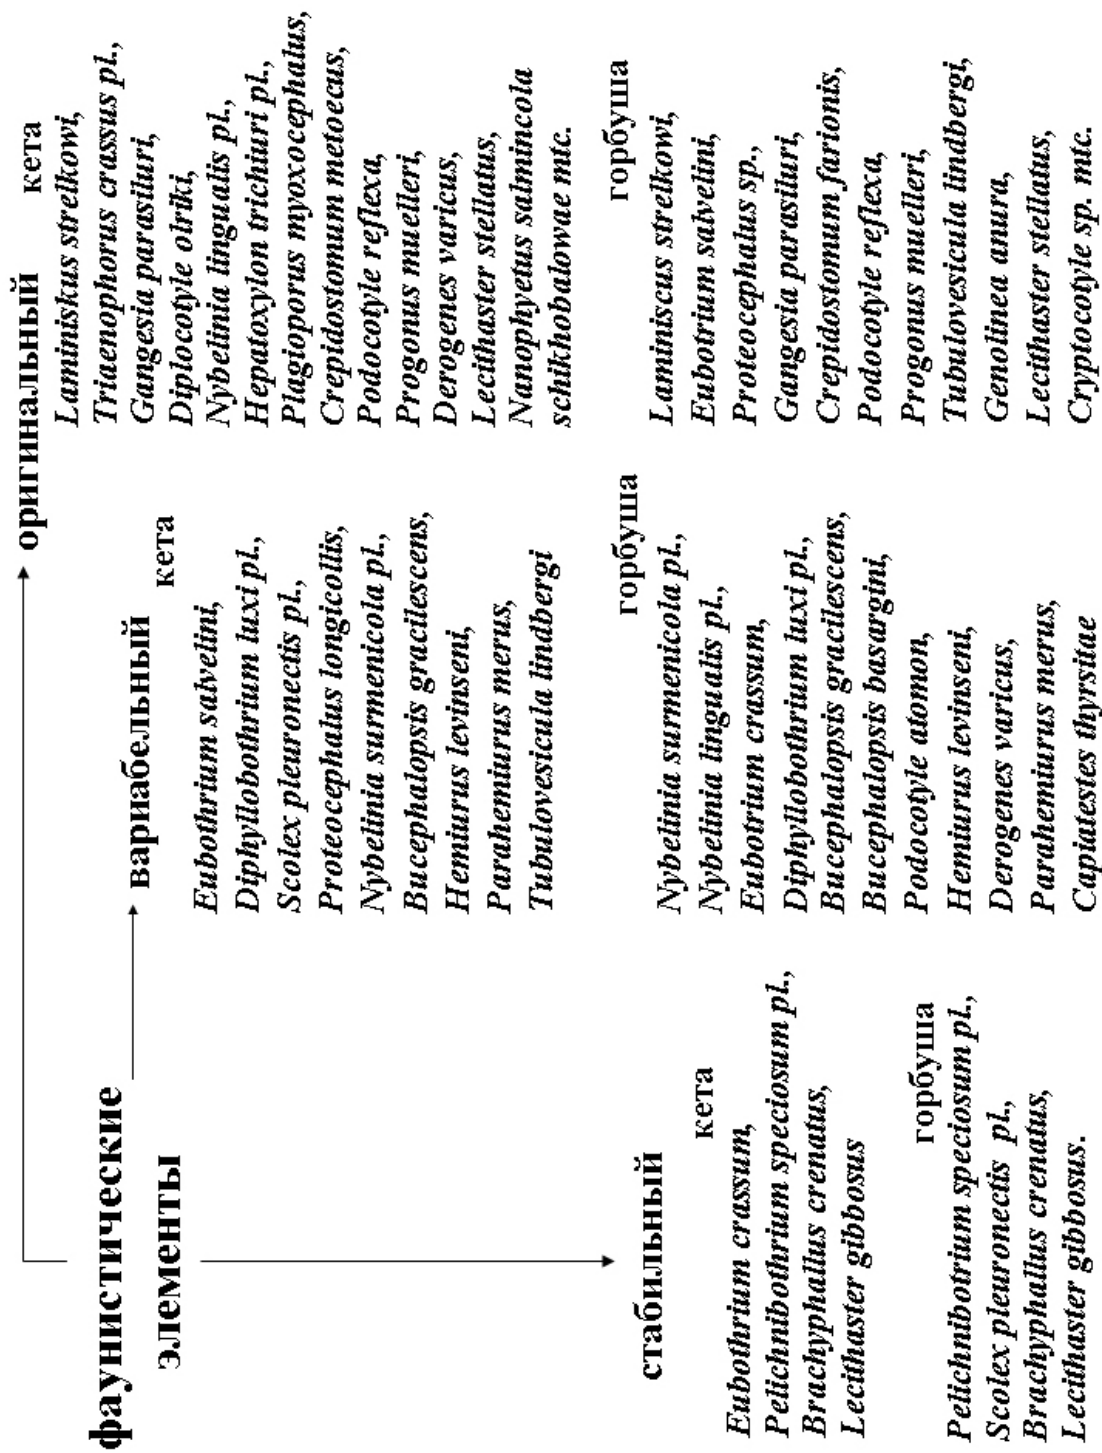 фаунистические
элементы
стабильный
кета
Eubothrium crassum,
Pelichnibothrium speciosum pl.,
Brachyphallus crenatus,
Lecithaster gibbosus
горбуша
Pelichnibotrium speciosum pl.,
Scolex pleuronectis pl.,
Brachyphallus crenatus,
Lecithaster gibbosus.
вариабельный
кета
Eubothrium salvelini,
Diphyllobothrium luxi pl.,
Scolex pleuronectis pl.,
Proteocephalus longicollis,
Nybelinia surmenicola pl.,
Bucephalopsis gracilescens,
Hemiurus levinseni,
Parahemiurus merus,
Tubulovesicula lindbergi
горбуша
Nybelinia surmenicola pl.,
Nybelinia lingualis pl.,
Eubotrium crassum,
Diphyllobothrium luxi pl.,
Bucephalopsis gracilescens,
Bucephalopsis basargini,
Podocotyle atomon,
Hemiurus levinseni,
Derogenes varicus,
Parahemiurus merus,
Capiatestes thyrsitae
оригинальный
кета
Laminiskus strelkowi,
Triaenophorus crassus pl.,
Gangesia parasiluri,
Diplocotyle olriki,
Nybelinia lingualis pl.,
Hepatoxylon trichiuri pl.,
Plagioporus myoxocephalus,
Crepidostomum metoecus,
Podocotyle reflexa,
Progonus muelleri,
Derogenes varicus,
Lecithaster stellatus,
Nanophyetus salmincola
schikhobalowae mtc.
горбуша
Laminiscus strelkowi,
Eubotrium salvelini,
Proteocephalus sp.,
Gangesia parasiluri,
Crepidostomum farionis,
Podocotyle reflexa,
Progonus muelleri,
Tubulovesicula lindbergi,
Genolinea anura,
Lecithaster stellatus,
Cryptocotyle sp. mtc.